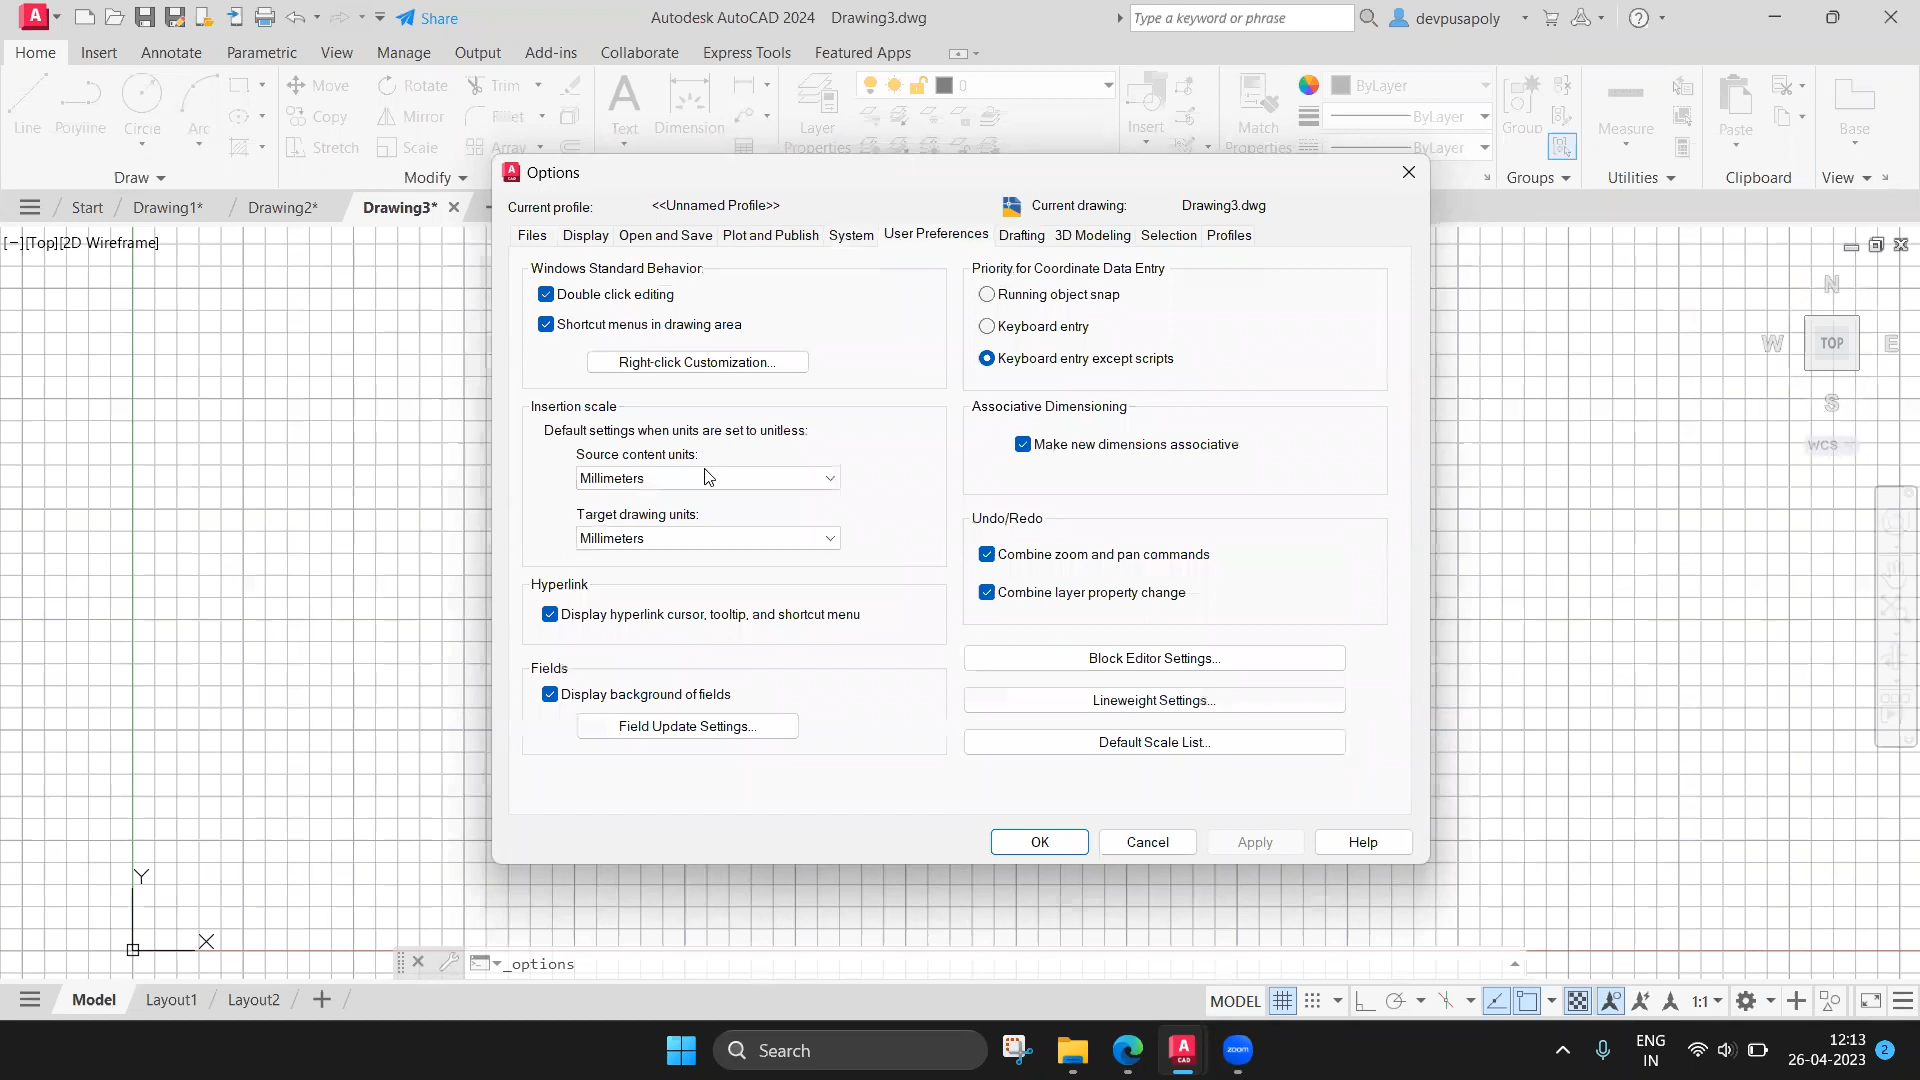 Share
Autodesk AutoCAD 2024 Drawing3.dwg
Type a keyword or phrase
devpusapoly
Home Insert Annotate Parametric View Manage Output Add-ins Collaborate Express Tools Featured Apps
Line Polyline Circle Arc
Move Rotate Trim
Copy Mirror Fillet
Stretch Scale Array
Text Dimension
Layer Properties
0
Insert
Match Properties
ByLayer
ByLayer
ByLayer
Group
Measure
Paste
Base
Draw Modify Groups Utilities Clipboard View
Start Drawing1* Drawing2* Drawing3*
[−][Top][2D Wireframe]
Options
Current profile: <<Unnamed Profile>> Current drawing: Drawing3.dwg
Files Display Open and Save Plot and Publish System User Preferences Drafting 3D Modeling Selection Profiles
Windows Standard Behavior
Double click editing
Shortcut menus in drawing area
Right-click Customization...
Insertion scale
Default settings when units are set to unitless:
Source content units:
Millimeters
Target drawing units:
Millimeters
Hyperlink
Display hyperlink cursor, tooltip, and shortcut menu
Fields
Display background of fields
Field Update Settings...
Priority for Coordinate Data Entry
Running object snap
Keyboard entry
Keyboard entry except scripts
Associative Dimensioning
Make new dimensions associative
Undo/Redo
Combine zoom and pan commands
Combine layer property change
Block Editor Settings...
Lineweight Settings...
Default Scale List...
OK Cancel Apply Help
N
W TOP E
S
WCS
Y
X
_options
Model Layout1 Layout2
MODEL 1:1
Search
zoom
ENG
IN
12:13
26-04-2023
2